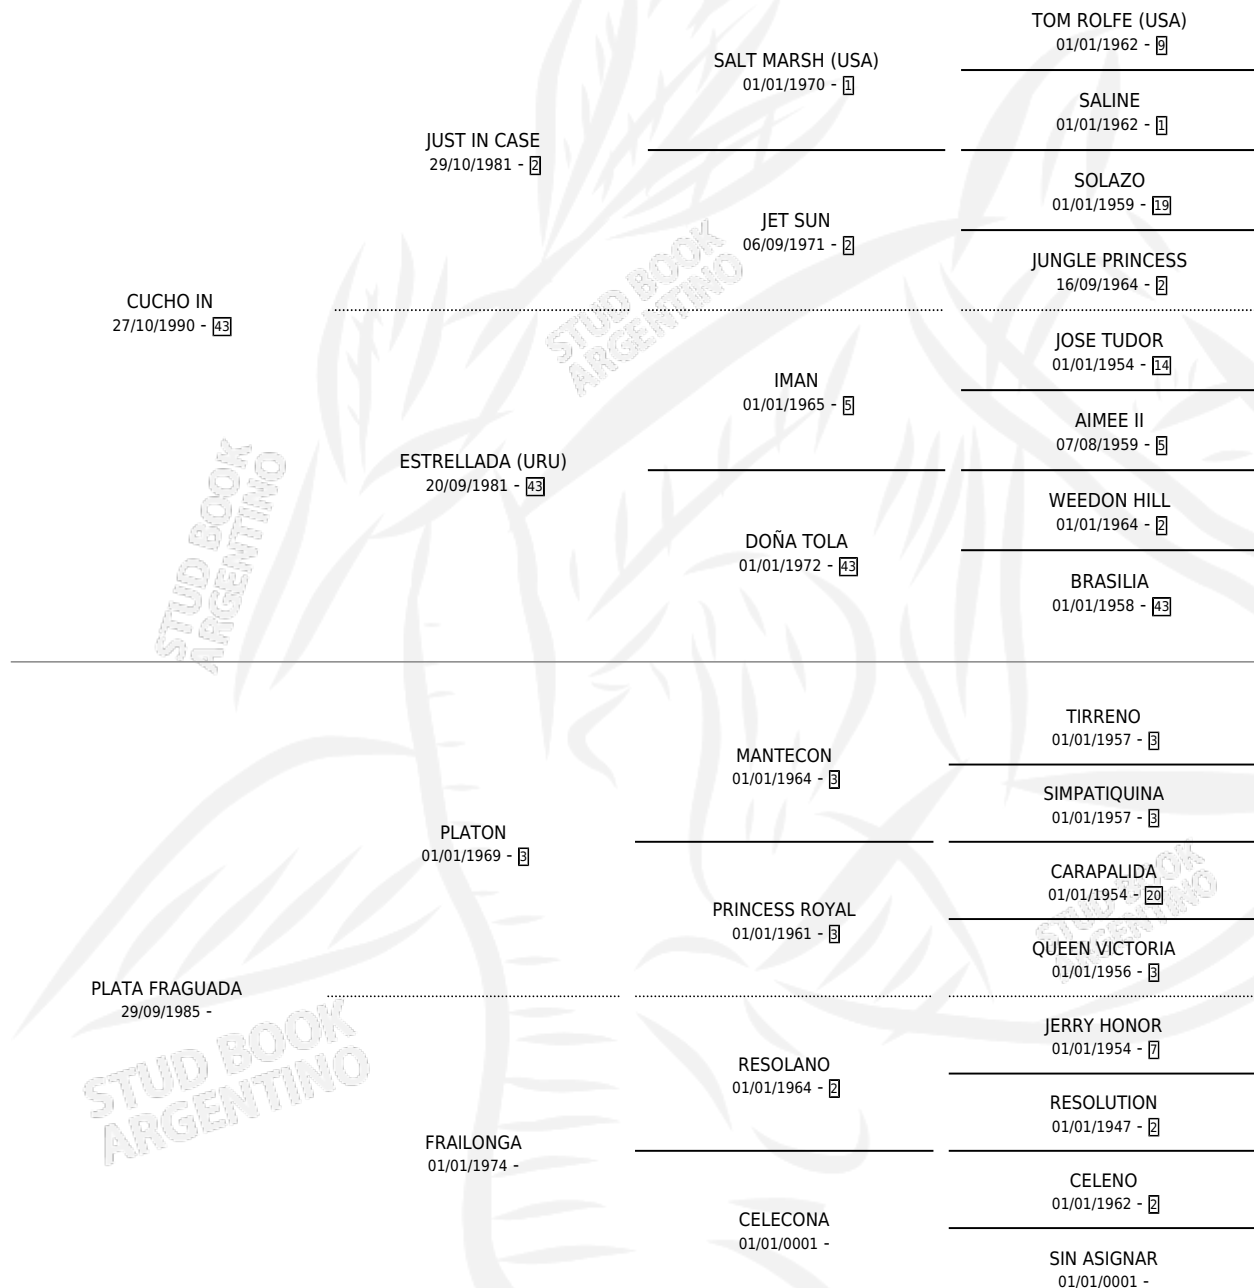 TOM ROLFE (USA)
01/01/1962 - 9
SALT MARSH (USA)
01/01/1970 - 1
SALINE
01/01/1962 - 1
JUST IN CASE
29/10/1981 - 2
SOLAZO
01/01/1959 - 19
JET SUN
06/09/1971 - 2
JUNGLE PRINCESS
16/09/1964 - 2
CUCHO IN
27/10/1990 - 43
JOSE TUDOR
01/01/1954 - 14
IMAN
01/01/1965 - 5
AIMEE II
07/08/1959 - 5
ESTRELLADA (URU)
20/09/1981 - 43
WEEDON HILL
01/01/1964 - 2
DOÑA TOLA
01/01/1972 - 43
BRASILIA
01/01/1958 - 43
TIRRENO
01/01/1957 - 3
MANTECON
01/01/1964 - 3
SIMPATIQUINA
01/01/1957 - 3
PLATON
01/01/1969 - 3
CARAPALIDA
01/01/1954 - 20
PRINCESS ROYAL
01/01/1961 - 3
QUEEN VICTORIA
01/01/1956 - 3
PLATA FRAGUADA
29/09/1985 -
JERRY HONOR
01/01/1954 - 7
RESOLANO
01/01/1964 - 2
RESOLUTION
01/01/1947 - 2
FRAILONGA
01/01/1974 -
CELENO
01/01/1962 - 2
CELECONA
01/01/0001 -
SIN ASIGNAR
01/01/0001 -
STUD BOOK
ARGENTINO
STUD BOOK
ARGENTINO
STUD BOOK
ARGENTINO
STUD BOOK
ARGENTINO